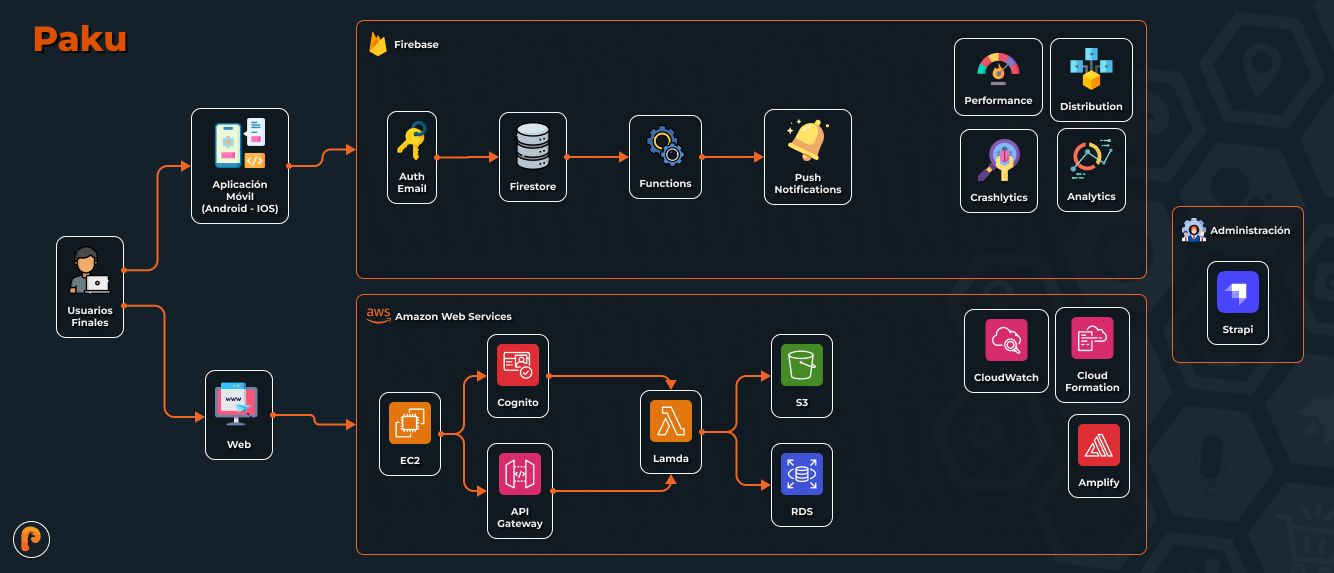 Paku
Firebase
Performance
Distribution
Auth
Email
Firestore
Functions
Push
Notifications
Crashlytics
Analytics
Aplicación
Móvil
(Android - IOS)
Administración
Strapi
Usuarios
Finales
aws
Amazon Web Services
CloudWatch
Cloud
Formation
Cognito
S3
www
Web
EC2
Lamda
API
Gateway
RDS
Amplify